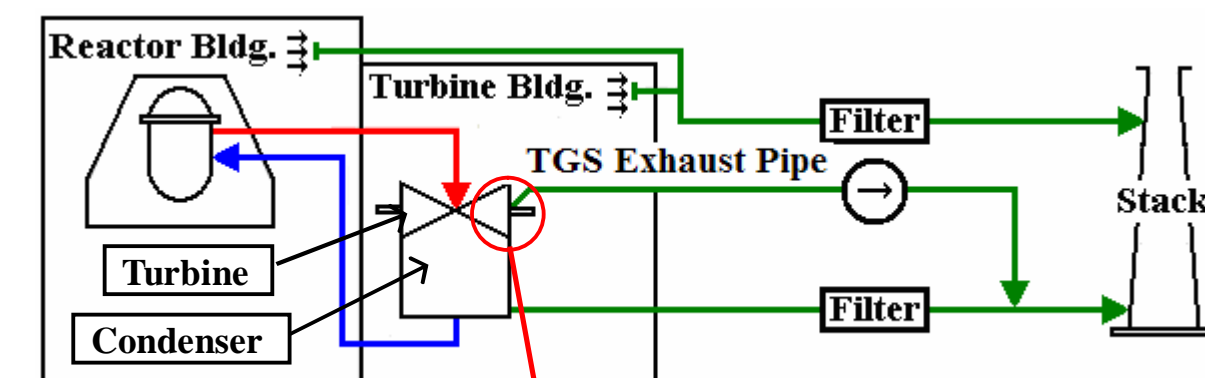 Reactor Bldg.
Turbine Bldg.
Filter
TGS Exhaust Pipe
Stack
Turbine
Filter
Condenser